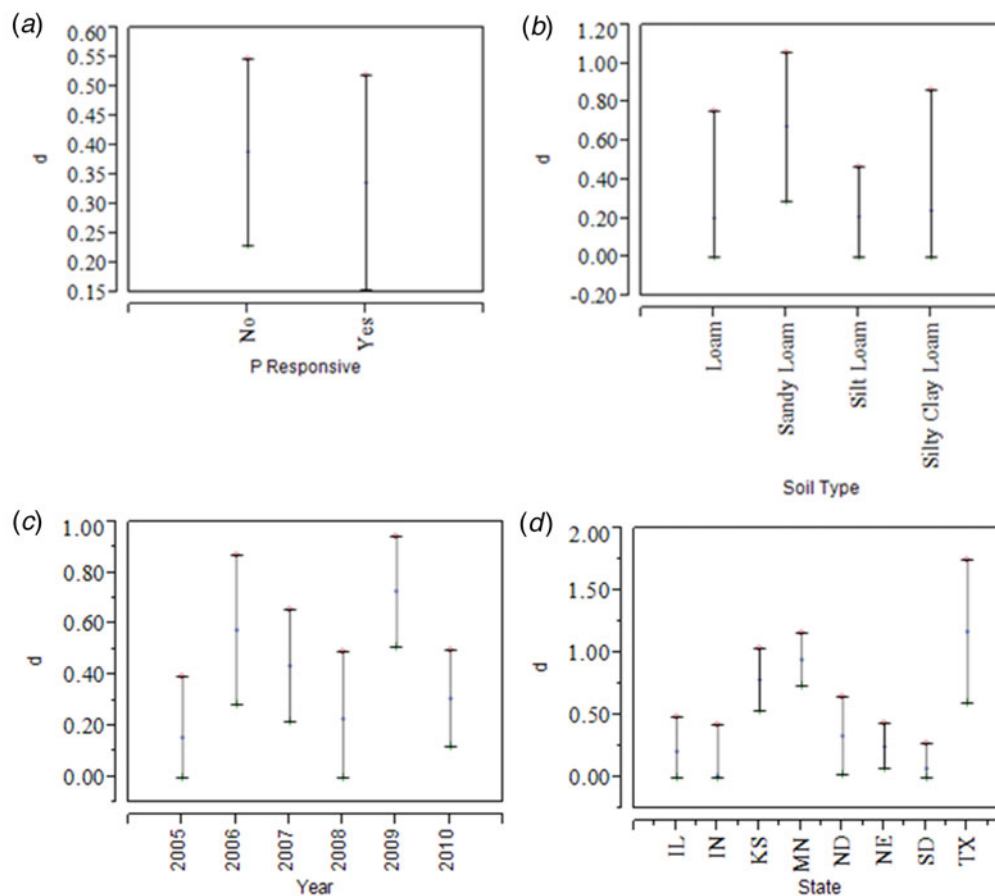 (a)
0.60
0.55
0.50
0.45
0.40
0.35
0.30
0.25
0.20
0.15
d
No
Yes
P Responsive
(b)
1.20
1.00
0.80
0.60
0.40
0.20
0.00
-0.20
d
Loam
Sandy Loam
Silt Loam
Silty Clay Loam
Soil Type
(c)
1.00
0.80
0.60
0.40
0.20
0.00
d
2005
2006
2007
2008
2009
2010
Year
(d)
2.00
1.50
1.00
0.50
0.00
d
IL
IN
KS
MN
ND
NE
SD
TX
State